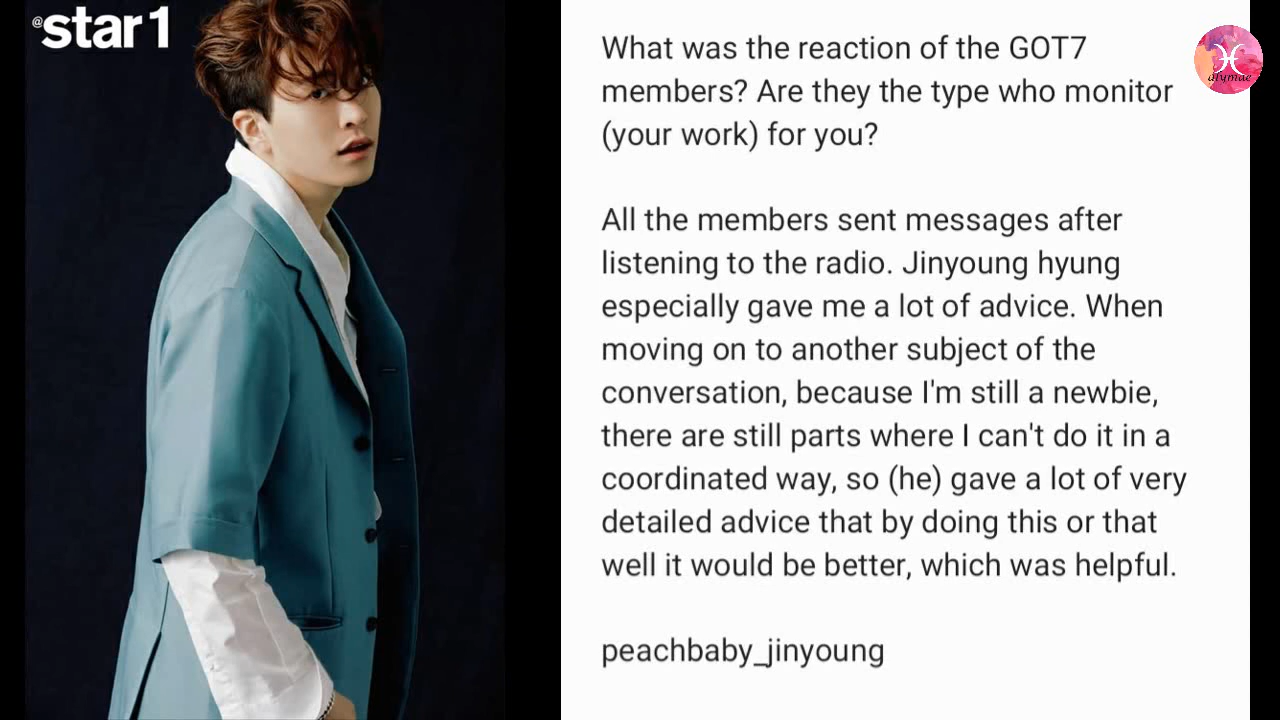 @star1
What was the reaction of the GOT7
members? Are they the type who monitor
(your work) for you?
All the members sent messages after
listening to the radio. Jinyoung hyung
especially gave me a lot of advice. When
moving on to another subject of the
conversation, because I'm still a newbie,
there are still parts where I can't do it in a
coordinated way, so (he) gave a lot of very
detailed advice that by doing this or that
well it would be better, which was helpful.
peachbaby_jinyoung
alymae